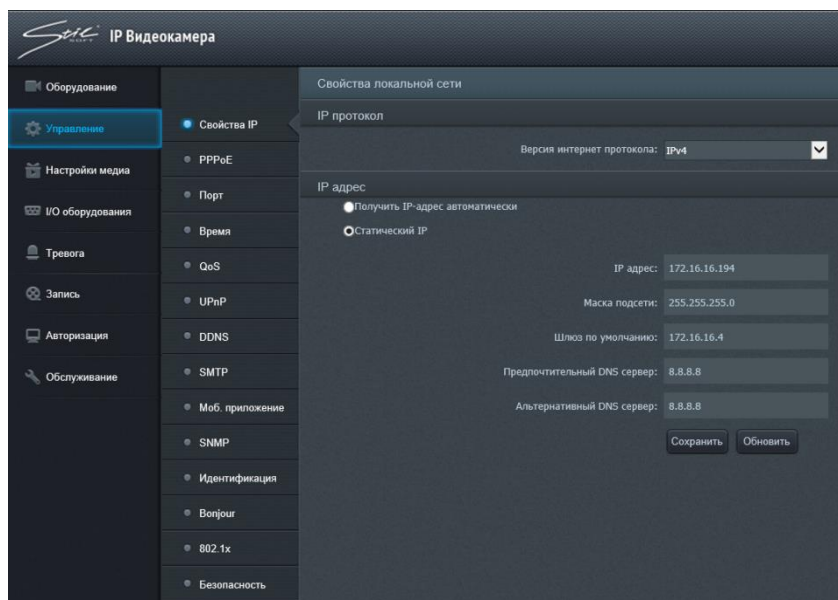 Stil SOFT IP Видеокамера
Оборудование
Управление
Настройки медиа
I/O оборудования
Тревога
Запись
Авторизация
Обслуживание
Свойства IP
PPPoE
Порт
Время
QoS
UPnP
DDNS
SMTP
Моб. приложение
SNMP
Идентификация
Bonjour
802.1x
Безопасность
Свойства локальной сети
IP протокол
Версия интернет протокола: IPv4
IP адрес
Получить IP-адрес автоматически
Статический IP
IP адрес: 172.16.16.194
Маска подсети: 255.255.255.0
Шлюз по умолчанию: 172.16.16.4
Предпочтительный DNS сервер: 8.8.8.8
Альтернативный DNS сервер: 8.8.8.8
Сохранить Обновить